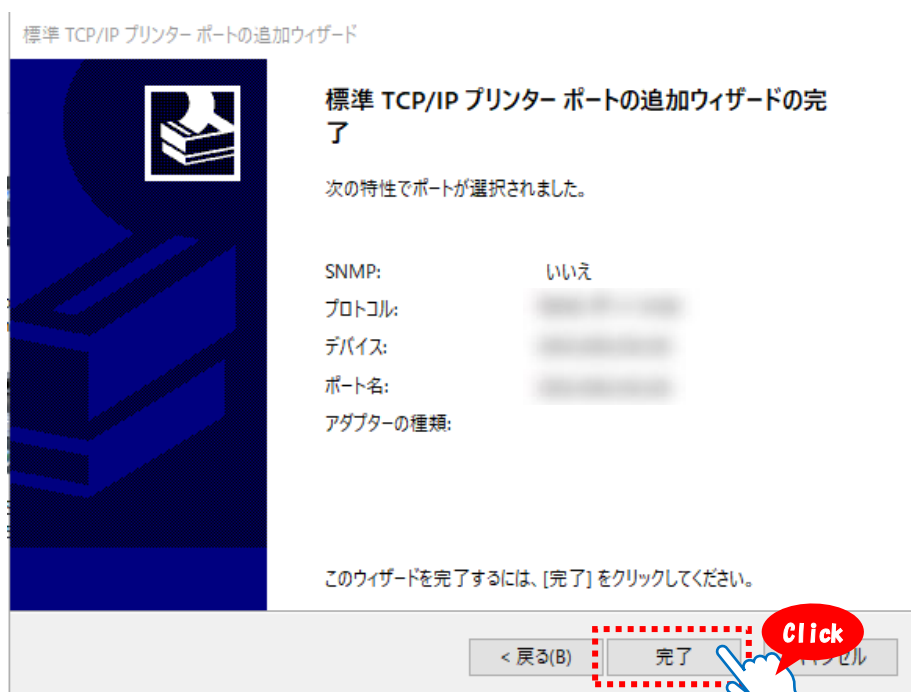 標準 TCP/IP プリンター ポートの追加ウィザード
標準 TCP/IP プリンター ポートの追加ウィザードの完
了
次の特性でポートが選択されました。
SNMP: いいえ
プロトコル:
デバイス:
ポート名:
アダプターの種類:
このウィザードを完了するには、[完了] をクリックしてください。
Click
< 戻る(B) 完了